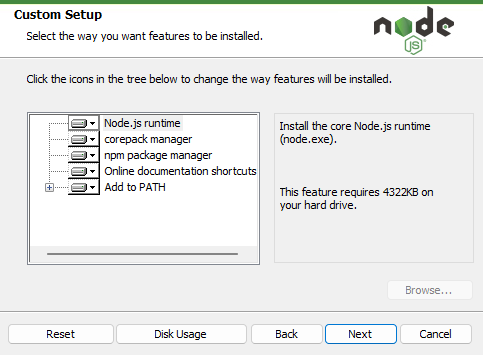 Custom Setup
Select the way you want features to be installed.
node
JS
Click the icons in the tree below to change the way features will be installed.
Node.js runtime
corepack manager
npm package manager
Online documentation shortcuts
Add to PATH
Install the core Node.js runtime
(node.exe).
This feature requires 4322KB on
your hard drive.
Browse...
Reset
Disk Usage
Back
Next
Cancel